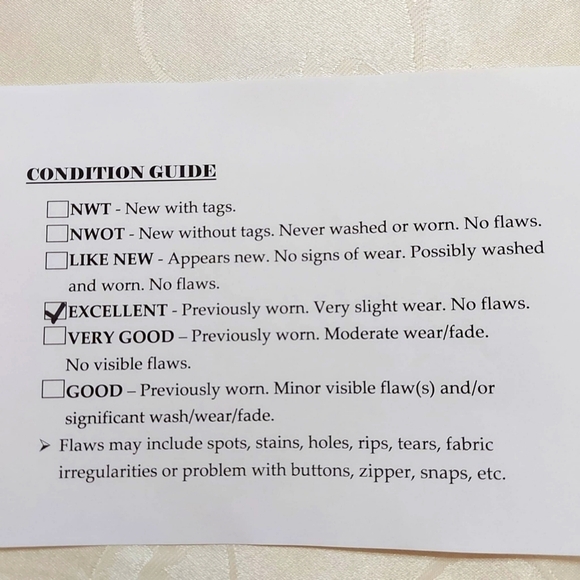 CONDITION GUIDE
NWT - New with tags.
NWOT - New without tags. Never washed or worn. No flaws.
LIKE NEW - Appears new. No signs of wear. Possibly washed
and worn. No flaws.
EXCELLENT - Previously worn. Very slight wear. No flaws.
VERY GOOD – Previously worn. Moderate wear/fade.
No visible flaws.
GOOD – Previously worn. Minor visible flaw(s) and/or
significant wash/wear/fade.
➢ Flaws may include spots, stains, holes, rips, tears, fabric
irregularities or problem with buttons, zipper, snaps, etc.